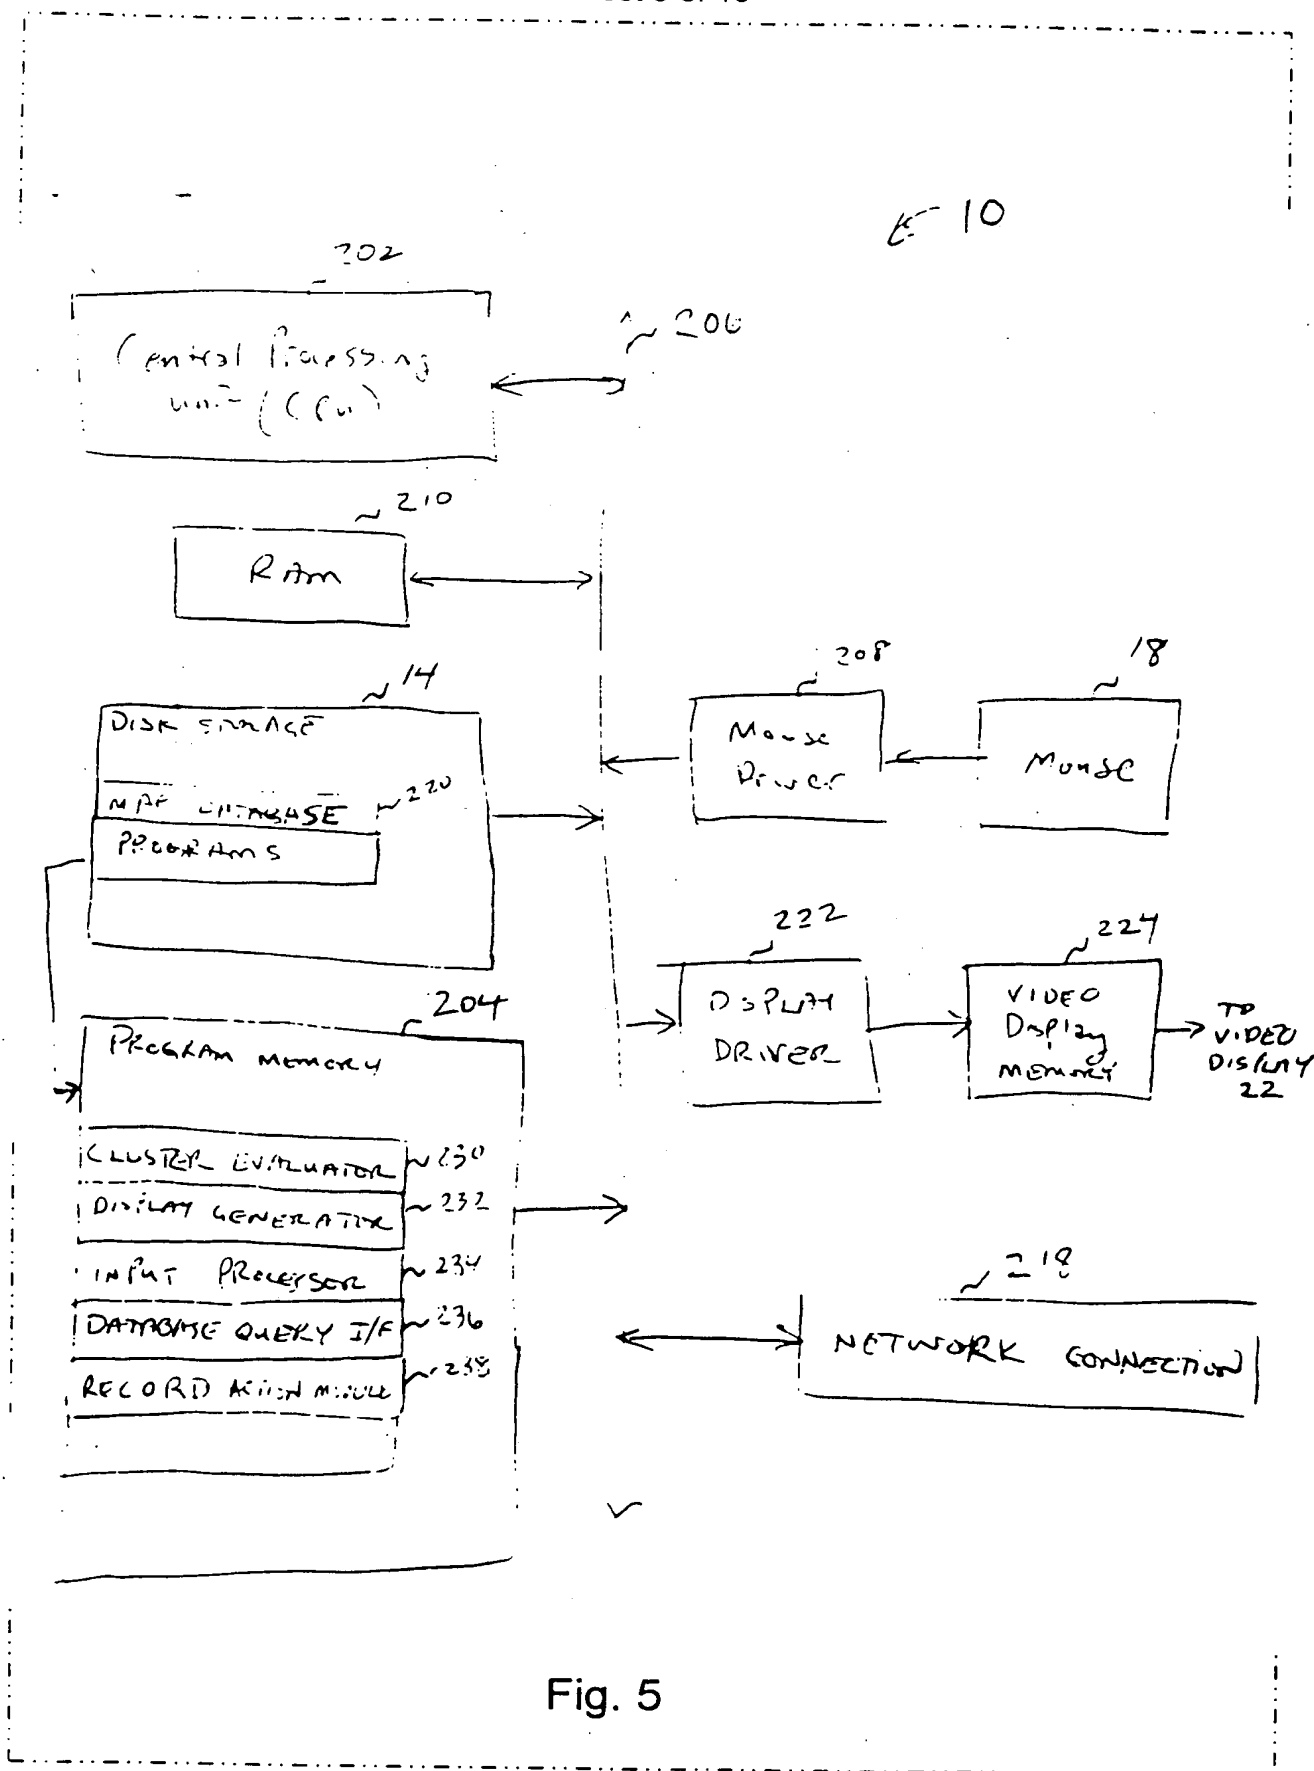 10
202
Central Processing
Unit (CPU)
206
210
RAM
14
DISK STORAGE
MAP DATABASE
220
PROGRAMS
208
Mouse
Driver
18
Mouse
222
DISPLAY
DRIVER
224
VIDEO
Display
MEMORY
TO
VIDEO
DISPLAY
22
204
PROGRAM MEMORY
CLUSTER EVALUATOR
230
DISPLAY GENERATOR
232
INPUT PROCESSER
234
DATABASE QUERY I/F
236
RECORD ACTION MODULE
238
218
NETWORK CONNECTION
Fig. 5